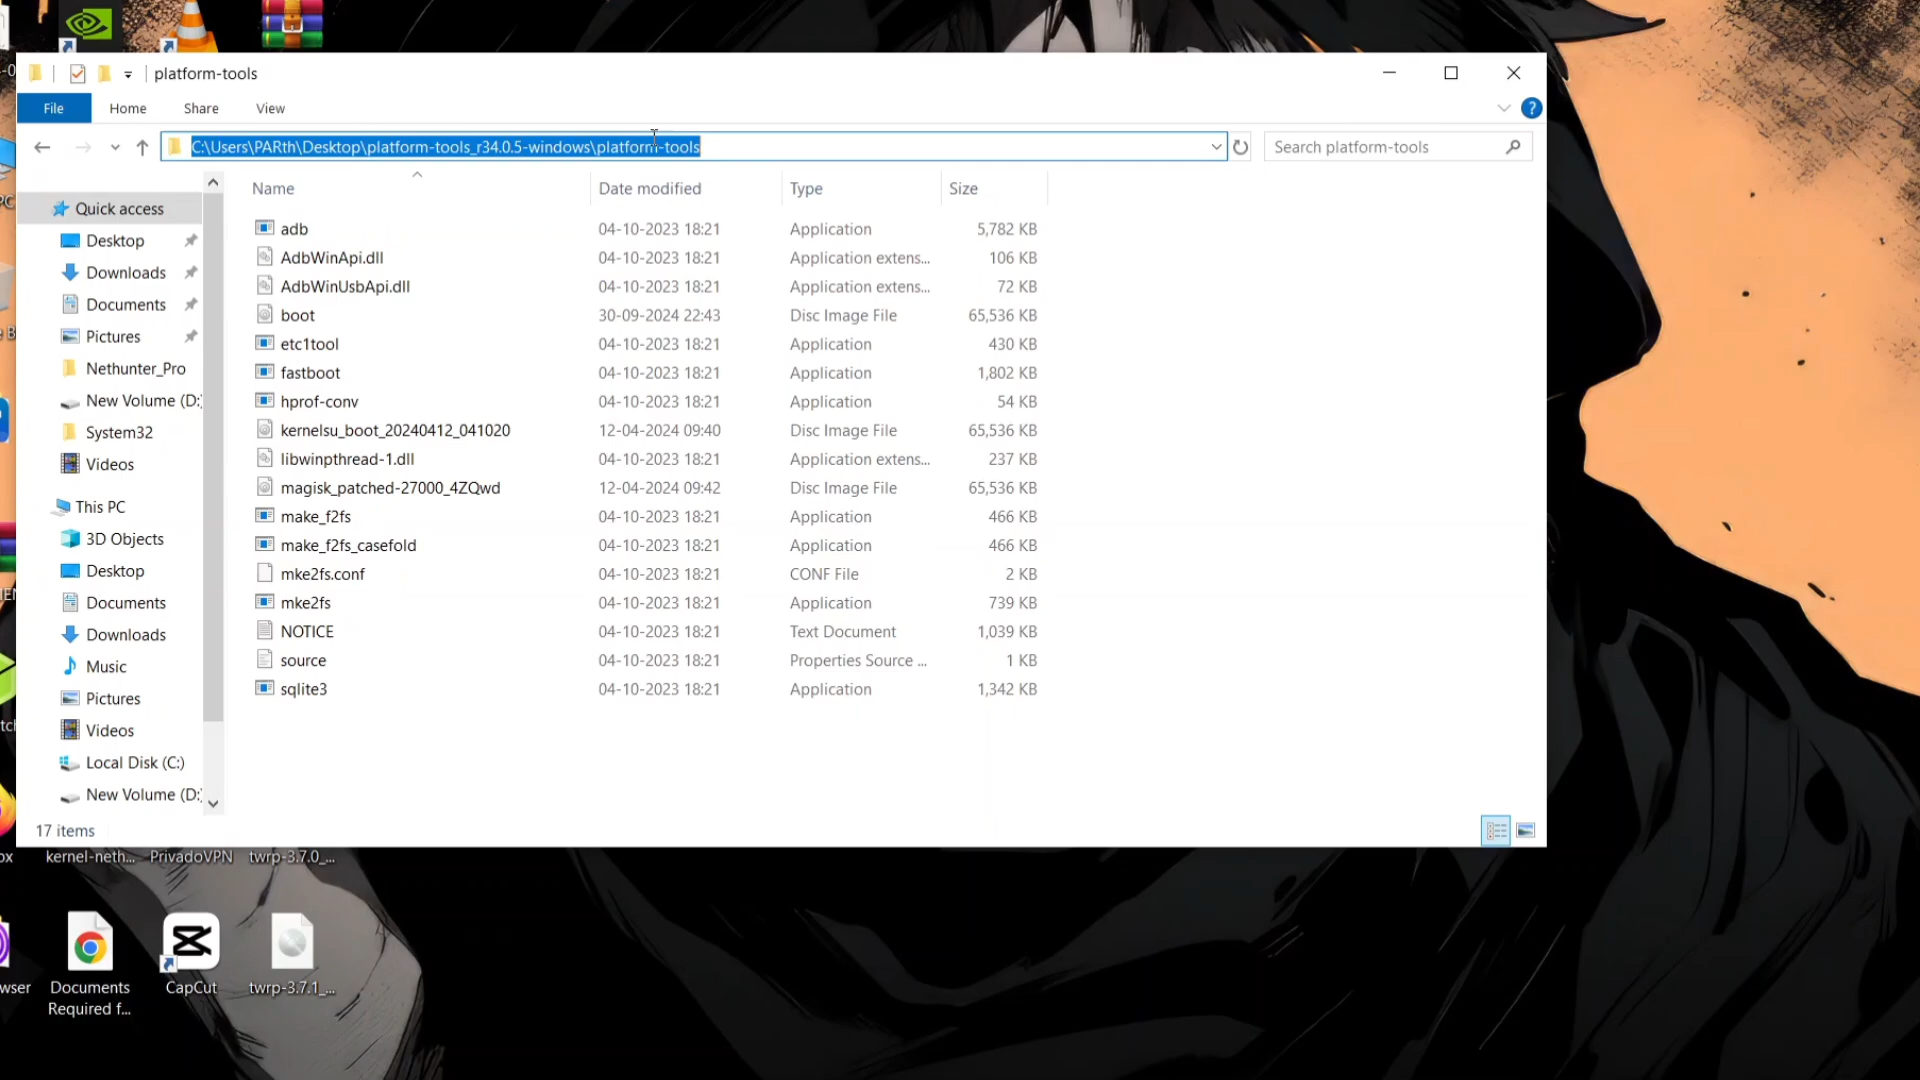 platform-tools
File Home Share View
C:\Users\PARth\Desktop\platform-tools_r34.0.5-windows\platform-tools
Search platform-tools
Name Date modified Type Size
adb 04-10-2023 18:21 Application 5,782 KB
AdbWinApi.dll 04-10-2023 18:21 Application extens... 106 KB
AdbWinUsbApi.dll 04-10-2023 18:21 Application extens... 72 KB
boot 30-09-2024 22:43 Disc Image File 65,536 KB
etc1tool 04-10-2023 18:21 Application 430 KB
fastboot 04-10-2023 18:21 Application 1,802 KB
hprof-conv 04-10-2023 18:21 Application 54 KB
kernelsu_boot_20240412_041020 12-04-2024 09:40 Disc Image File 65,536 KB
libwinpthread-1.dll 04-10-2023 18:21 Application extens... 237 KB
magisk_patched-27000_4ZQwd 12-04-2024 09:42 Disc Image File 65,536 KB
make_f2fs 04-10-2023 18:21 Application 466 KB
make_f2fs_casefold 04-10-2023 18:21 Application 466 KB
mke2fs.conf 04-10-2023 18:21 CONF File 2 KB
mke2fs 04-10-2023 18:21 Application 739 KB
NOTICE 04-10-2023 18:21 Text Document 1,039 KB
source 04-10-2023 18:21 Properties Source ... 1 KB
sqlite3 04-10-2023 18:21 Application 1,342 KB
Quick access
Desktop
Downloads
Documents
Pictures
Nethunter_Pro
New Volume (D:)
System32
Videos
This PC
3D Objects
Desktop
Documents
Downloads
Music
Pictures
Videos
Local Disk (C:)
New Volume (D:)
17 items
kernel-neth... PrivadoVPN twrp-3.7.0_...
wser Documents CapCut twrp-3.7.1_...
Required f...